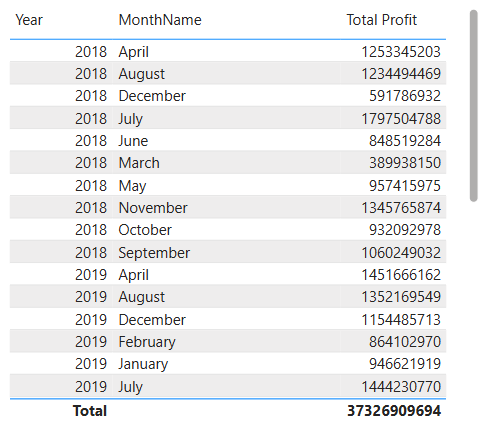 Year MonthName Total Profit
2018 April 1253345203
2018 August 1234494469
2018 December 591786932
2018 July 1797504788
2018 June 848519284
2018 March 389938150
2018 May 957415975
2018 November 1345765874
2018 October 932092978
2018 September 1060249032
2019 April 1451666162
2019 August 1352169549
2019 December 1154485713
2019 February 864102970
2019 January 946621919
2019 July 1444230770
Total 37326909694